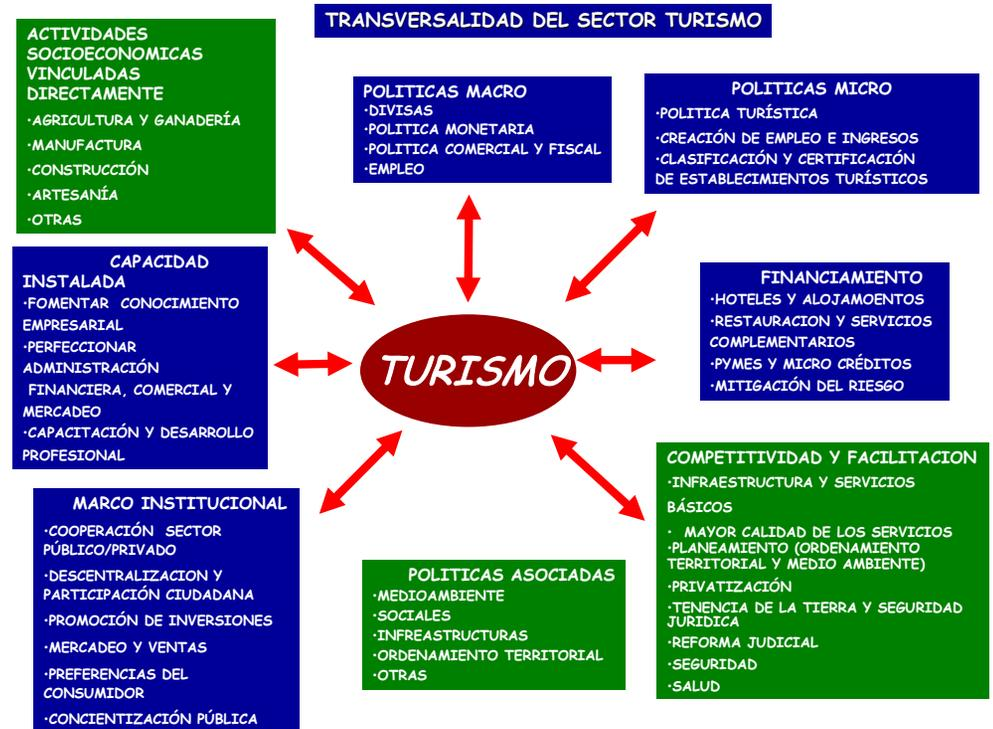 TRANSVERSALIDAD DEL SECTOR TURISMO
ACTIVIDADES
SOCIOECONOMICAS
VINCULADAS
DIRECTAMENTE
•AGRICULTURA Y GANADERÍA
•MANUFACTURA
•CONSTRUCCIÓN
•ARTESANÍA
•OTRAS
POLITICAS MACRO
•DIVISAS
•POLITICA MONETARIA
•POLITICA COMERCIAL Y FISCAL
•EMPLEO
POLITICAS MICRO
•POLITICA TURÍSTICA
•CREACIÓN DE EMPLEO E INGRESOS
•CLASIFICACIÓN Y CERTIFICACIÓN
DE ESTABLECIMIENTOS TURÍSTICOS
CAPACIDAD
INSTALADA
•FOMENTAR CONOCIMIENTO
EMPRESARIAL
•PERFECCIONAR
ADMINISTRACIÓN
FINANCIERA, COMERCIAL Y
MERCADEO
•CAPACITACIÓN Y DESARROLLO
PROFESIONAL
TURISMO
FINANCIAMIENTO
•HOTELES Y ALOJAMOENTOS
•RESTAURACION Y SERVICIOS
COMPLEMENTARIOS
•PYMES Y MICRO CRÉDITOS
•MITIGACIÓN DEL RIESGO
MARCO INSTITUCIONAL
•COOPERACIÓN SECTOR
PÚBLICO/PRIVADO
•DESCENTRALIZACION Y
PARTICIPACIÓN CIUDADANA
•PROMOCIÓN DE INVERSIONES
•MERCADEO Y VENTAS
•PREFERENCIAS DEL
CONSUMIDOR
•CONCIENTIZACIÓN PÚBLICA
POLITICAS ASOCIADAS
•MEDIOAMBIENTE
•SOCIALES
•INFREASTRUCTURAS
•ORDENAMIENTO TERRITORIAL
•OTRAS
COMPETITIVIDAD Y FACILITACION
•INFRAESTRUCTURA Y SERVICIOS
BÁSICOS
• MAYOR CALIDAD DE LOS SERVICIOS
•PLANEAMIENTO (ORDENAMIENTO
TERRITORIAL Y MEDIO AMBIENTE)
•PRIVATIZACIÓN
•TENENCIA DE LA TIERRA Y SEGURIDAD
JURIDICA
•REFORMA JUDICIAL
•SEGURIDAD
•SALUD